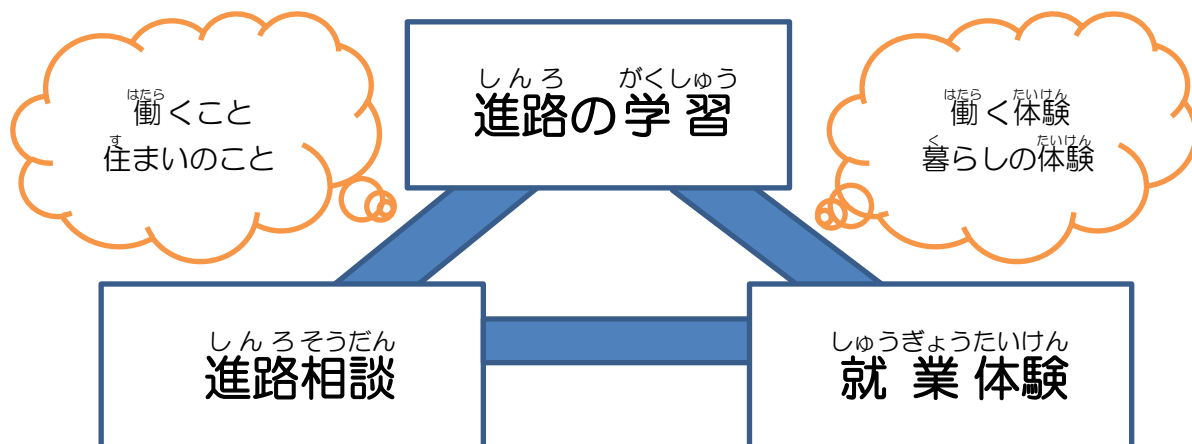 はたら
働くこと
す
住まいのこと
しんろ がくしゅう
進路の学習
はたら たいけん
働く体験
く たいけん
暮らしの体験
しんろそうだん
進路相談
しゅうぎょうたいけん
就業体験